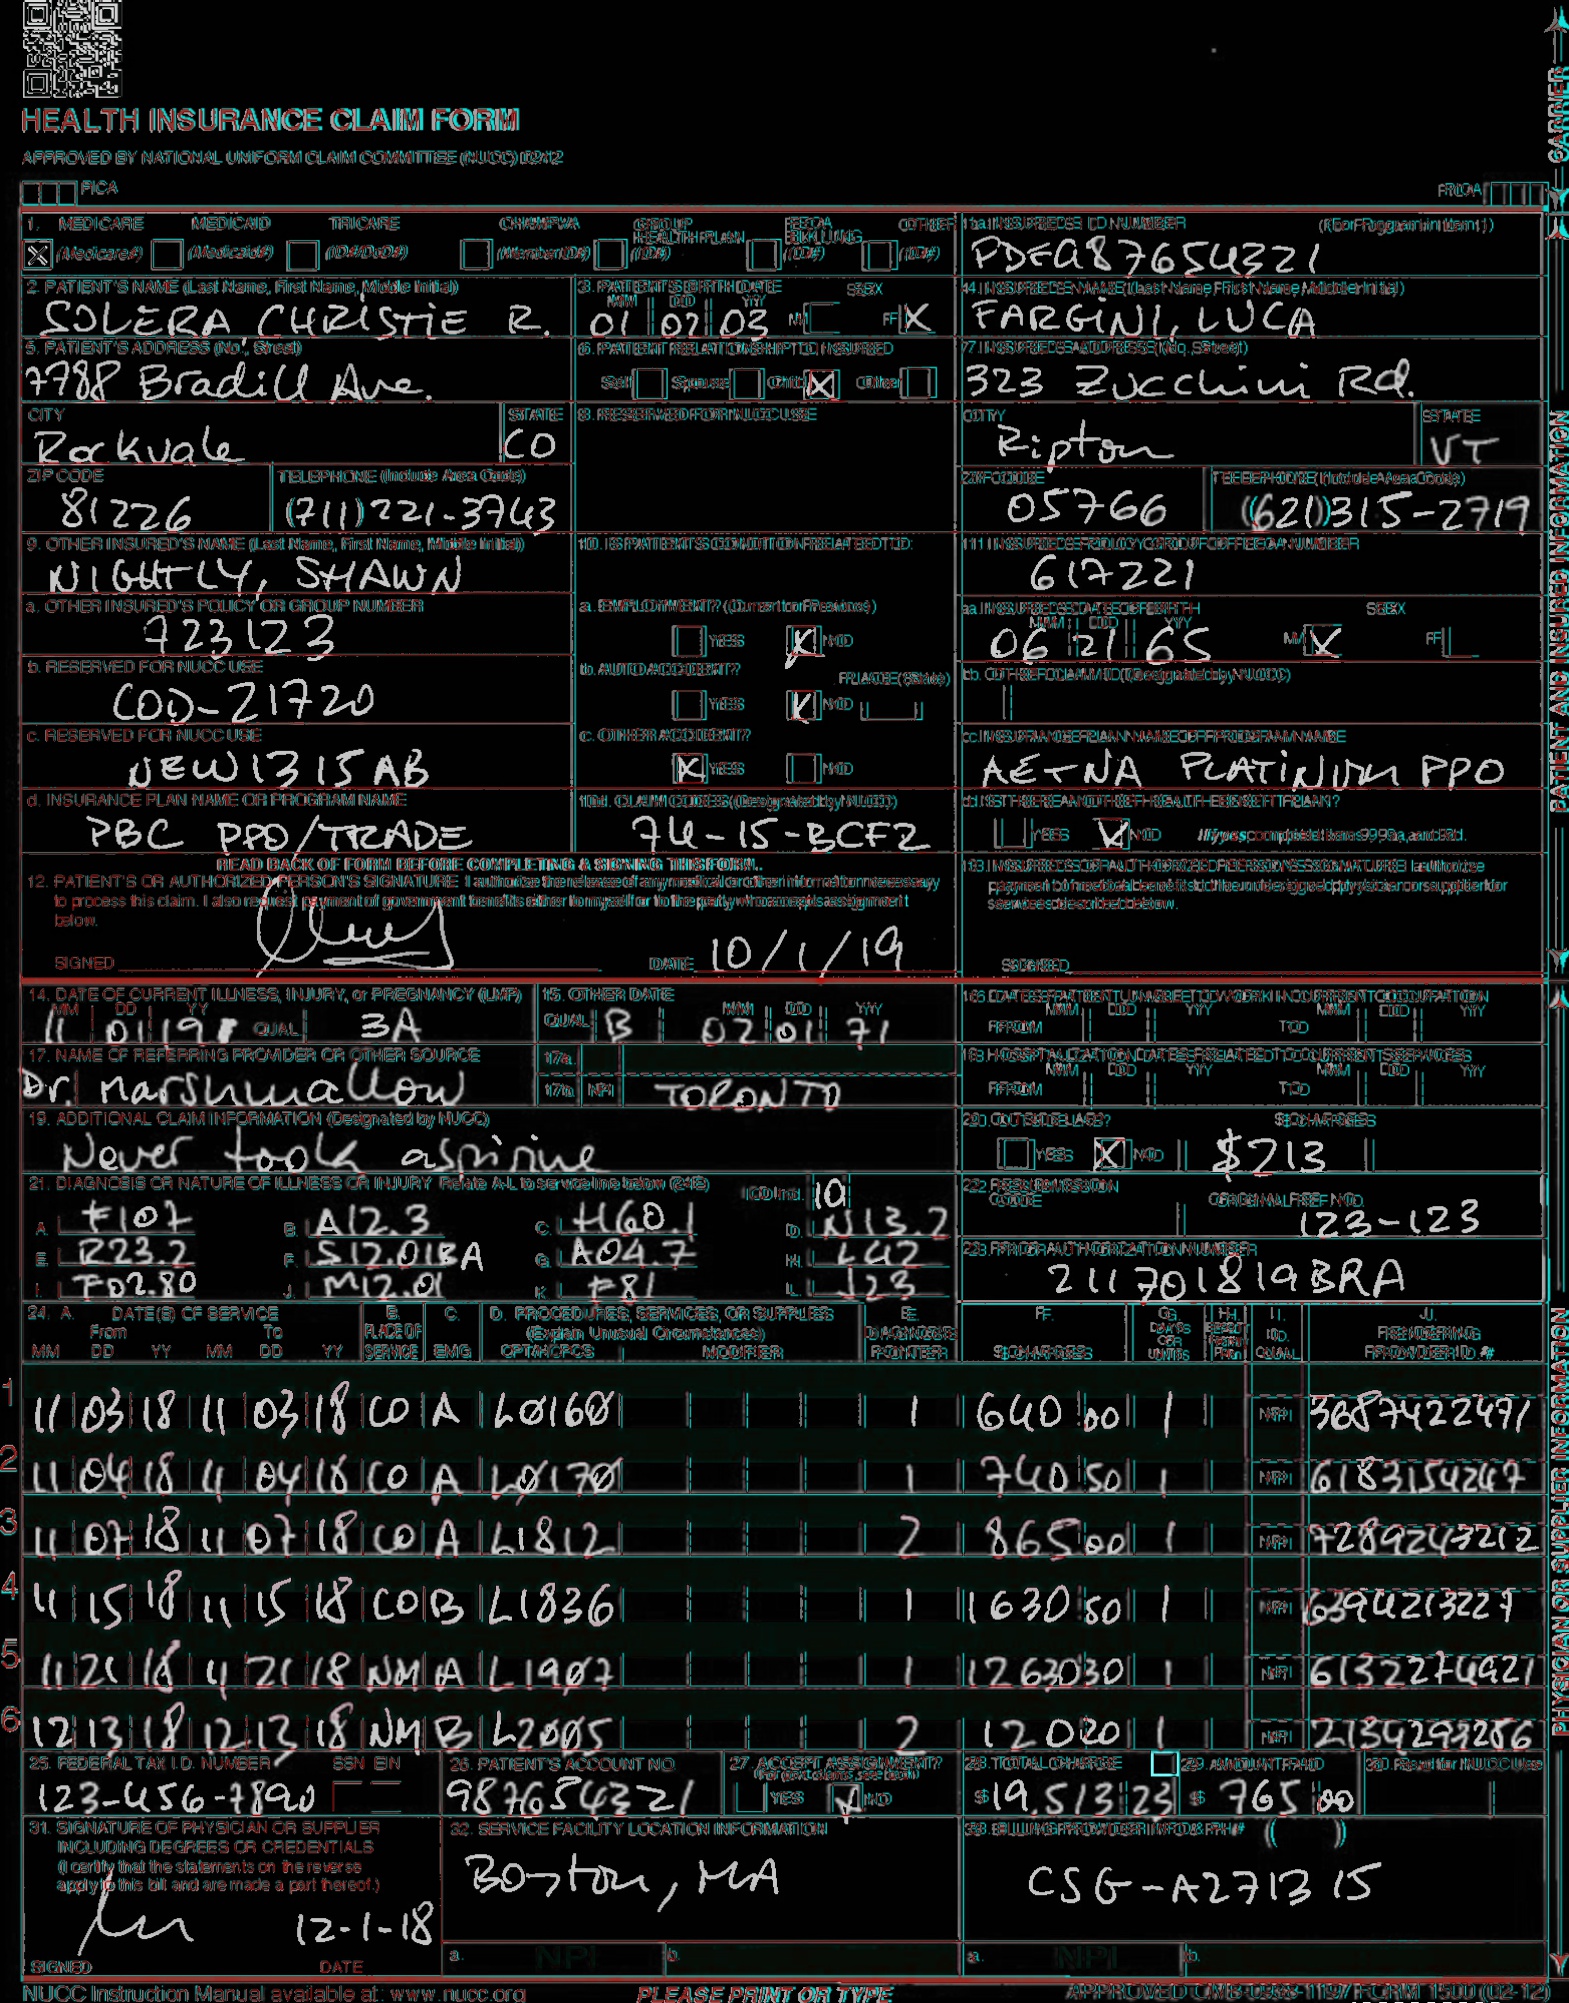 HEALTH INSURANCE CLAIM FORM
APPROVED BY NATIONAL UNIFORM CLAIM COMMITTEE (NUCC) 02/12
PICA
PICA
CARRIER
1. MEDICARE MEDICAID TRICARE CHAMPVA GROUP HEALTH PLAN FECA BLK LUNG OTHER
(Medicare#) (Medicaid#) (ID#/DoD#) (Member ID#) (ID#) (ID#) (ID#)
1a. INSURED'S I.D. NUMBER (For Program in Item 1)
PDEA87654321
2. PATIENT'S NAME (Last Name, First Name, Middle Initial)
SOLERA CHRISTIE R.
3. PATIENT'S BIRTH DATE SEX
MM DD YY
01 02 03 M F X
4. INSURED'S NAME (Last Name, First Name, Middle Initial)
FARGINI, LUCA
5. PATIENT'S ADDRESS (No., Street)
7788 Bradill Ave.
6. PATIENT RELATIONSHIP TO INSURED
Self Spouse Child X Other
7. INSURED'S ADDRESS (No., Street)
323 Zucchini Rd.
CITY STATE
Rockvale CO
8. RESERVED FOR NUCC USE
CITY STATE
Ripton VT
ZIP CODE TELEPHONE (Include Area Code)
81226 (711) 221-3743
ZIP CODE TELEPHONE (Include Area Code)
05766 (621) 315-2719
9. OTHER INSURED'S NAME (Last Name, First Name, Middle Initial)
NIGHTLY, SHAWN
10. IS PATIENT'S CONDITION RELATED TO:
11. INSURED'S POLICY GROUP OR FECA NUMBER
617221
a. OTHER INSURED'S POLICY OR GROUP NUMBER
723123
a. EMPLOYMENT? (Current or Previous)
YES X NO
a. INSURED'S DATE OF BIRTH SEX
MM DD YY
06 21 65 M X F
b. RESERVED FOR NUCC USE
COD-21720
b. AUTO ACCIDENT? PLACE (State)
YES X NO
b. OTHER CLAIM ID (Designated by NUCC)
c. RESERVED FOR NUCC USE
NEW1315AB
c. OTHER ACCIDENT?
X YES NO
c. INSURANCE PLAN NAME OR PROGRAM NAME
AETNA PLATINUM PPO
d. INSURANCE PLAN NAME OR PROGRAM NAME
PBC PPO/TRADE
10d. CLAIM CODES (Designated by NUCC)
74-15-BCF2
d. IS THERE ANOTHER HEALTH BENEFIT PLAN?
YES X NO If yes, complete items 9, 9a, and 9d.
PATIENT AND INSURED INFORMATION
READ BACK OF FORM BEFORE COMPLETING & SIGNING THIS FORM.
12. PATIENT'S OR AUTHORIZED PERSON'S SIGNATURE I authorize the release of any medical or other information necessary
to process this claim. I also request payment of government benefits either to myself or to the party who accepts assignment
below.
SIGNED DATE 10/1/19
13. INSURED'S OR AUTHORIZED PERSON'S SIGNATURE I authorize
payment of medical benefits to the undersigned physician or supplier for
services described below.
SIGNED
14. DATE OF CURRENT ILLNESS, INJURY, or PREGNANCY (LMP)
MM DD YY
11 01 19 QUAL. 3A
15. OTHER DATE
MM DD YY
QUAL. B 02 01 71
16. DATES PATIENT UNABLE TO WORK IN CURRENT OCCUPATION
MM DD YY MM DD YY
FROM TO
17. NAME OF REFERRING PROVIDER OR OTHER SOURCE
Dr. Marshmallow
17a.
17b. NPI TORONTO
18. HOSPITALIZATION DATES RELATED TO CURRENT SERVICES
MM DD YY MM DD YY
FROM TO
19. ADDITIONAL CLAIM INFORMATION (Designated by NUCC)
Never took aspirine
20. OUTSIDE LAB? $ CHARGES
YES X NO $213
21. DIAGNOSIS OR NATURE OF ILLNESS OR INJURY Relate A-L to service line below (24E) ICD Ind. 10
A. F107 B. A12.3 C. H60.1 D. N13.2
E. R23.2 F. S12.01BA G. A04.7 H. L42
I. F02.80 J. M12.01 K. F81 L. J23
22. RESUBMISSION CODE ORIGINAL REF. NO.
123-123
23. PRIOR AUTHORIZATION NUMBER
211701819BRA
24. A. DATE(S) OF SERVICE B. C. D. PROCEDURES, SERVICES, OR SUPPLIES E. F. G. H. I. J.
From To PLACE OF (Explain Unusual Circumstances) DIAGNOSIS DAYS OR EPSDT Family ID. RENDERING
MM DD YY MM DD YY SERVICE EMG CPT/HCPCS MODIFIER POINTER $ CHARGES UNITS Plan QUAL. PROVIDER ID. #
1 11 03 18 11 03 18 CO A L0160 1 640 00 1 NPI 3687422471
2 11 04 18 11 04 18 CO A L0170 1 740 50 1 NPI 6183154247
3 11 07 18 11 07 18 CO A L1812 2 865 00 1 NPI 7289243212
4 11 15 18 11 15 18 CO B L1836 1 1630 50 1 NPI 6394213227
5 11 21 18 11 21 18 NM A L1907 1 1263030 1 NPI 6132274921
6 12 13 18 12 13 18 NM B L2005 2 12 020 1 NPI 2134293286
25. FEDERAL TAX I.D. NUMBER SSN EIN
123-456-7890
26. PATIENT'S ACCOUNT NO.
987654321
27. ACCEPT ASSIGNMENT?
(For govt. claims, see back)
YES X NO
28. TOTAL CHARGE
$ 19.513 23
29. AMOUNT PAID
$ 765 00
30. Rsvd for NUCC Use
31. SIGNATURE OF PHYSICIAN OR SUPPLIER
INCLUDING DEGREES OR CREDENTIALS
(I certify that the statements on the reverse
apply to this bill and are made a part thereof.)
12-1-18
SIGNED DATE
32. SERVICE FACILITY LOCATION INFORMATION
Boston, MA
a. NPI b.
33. BILLING PROVIDER INFO & PH# ( )
CSG-A271315
a. NPI b.
PHYSICIAN OR SUPPLIER INFORMATION
NUCC Instruction Manual available at: www.nucc.org
PLEASE PRINT OR TYPE
APPROVED OMB-0938-1197 FORM 1500 (02-12)